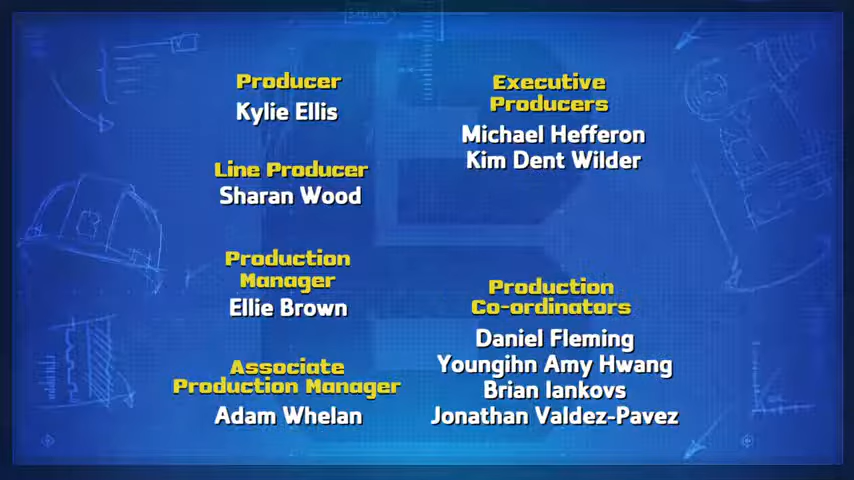 Producer
Kylie Ellis
Line Producer
Sharan Wood
Production
Manager
Ellie Brown
Associate
Production Manager
Adam Whelan
Executive
Producers
Michael Hefferon
Kim Dent Wilder
Production
Co-ordinators
Daniel Fleming
Youngihn Amy Hwang
Brian Iankovs
Jonathan Valdez-Pavez